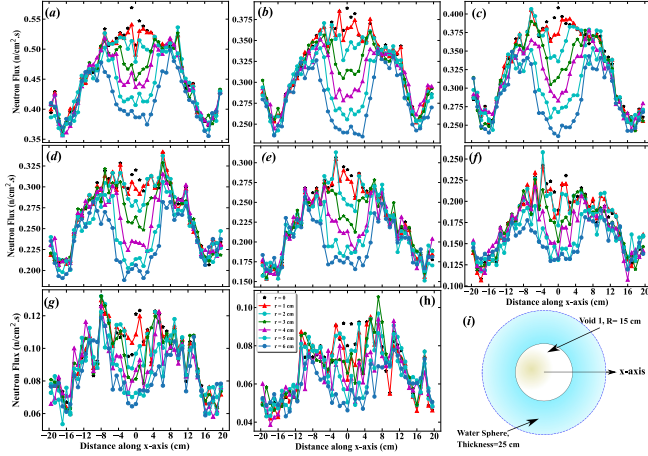 (a)
(b)
(c)
Neutron Flux (n/cm².s)
0.55
0.50
0.45
0.40
0.35
0.350
0.325
0.300
0.275
0.250
0.400
0.375
0.350
0.325
0.300
0.275
0.250
(d)
(e)
(f)
Neutron Flux (n/cm².s)
0.325
0.300
0.275
0.250
0.225
0.200
0.300
0.275
0.250
0.225
0.200
0.175
0.150
0.250
0.225
0.200
0.175
0.150
0.125
0.100
−20 −16 −12 −8 −4 0 4 8 12 16 20
Distance along x-axis (cm)
(g)
(h)
(i)
Neutron Flux (n/cm².s)
0.12
0.10
0.08
0.06
0.10
0.08
0.06
0.04
r = 0
r = 1 cm
r = 2 cm
r = 3 cm
r = 4 cm
r = 5 cm
r = 6 cm
−20−16−12 −8 −4 0 4 8 12 16 20
−20−16−12 −8 −4 0 4 8 12 16 20
Distance along x-axis (cm)
Distance along x-axis (cm)
Void 1, R= 15 cm
x-axis
Water Sphere,
Thickness=25 cm